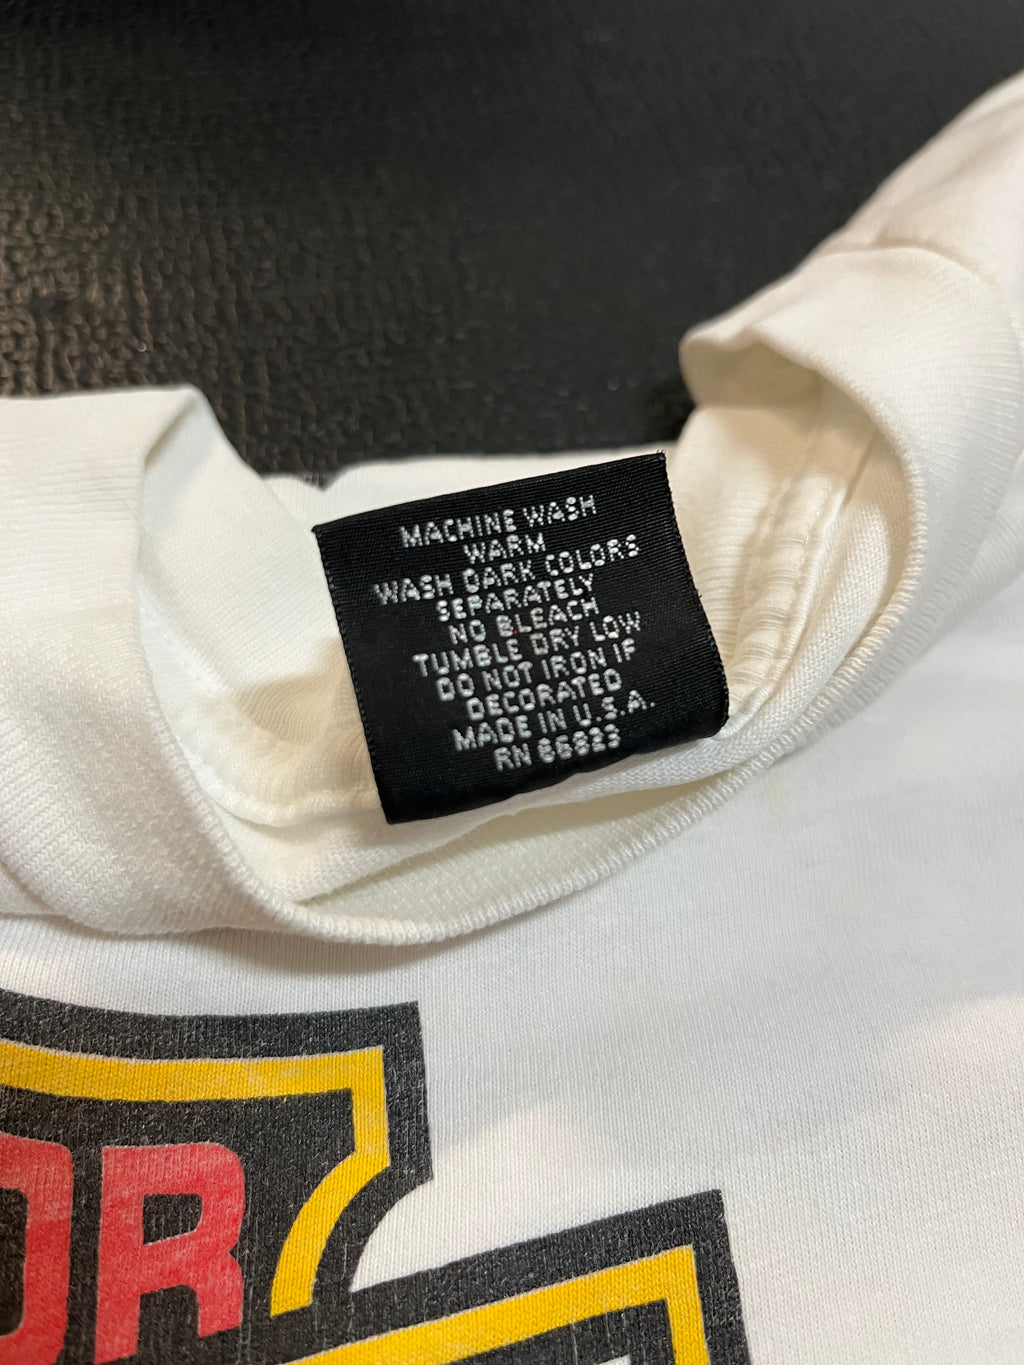 MACHINE WASH
WARM
WASH DARK COLORS
SEPARATELY
NO BLEACH
TUMBLE DRY LOW
DO NOT IRON IF
DECORATED
MADE IN U.S.A.
RN 66823
OR